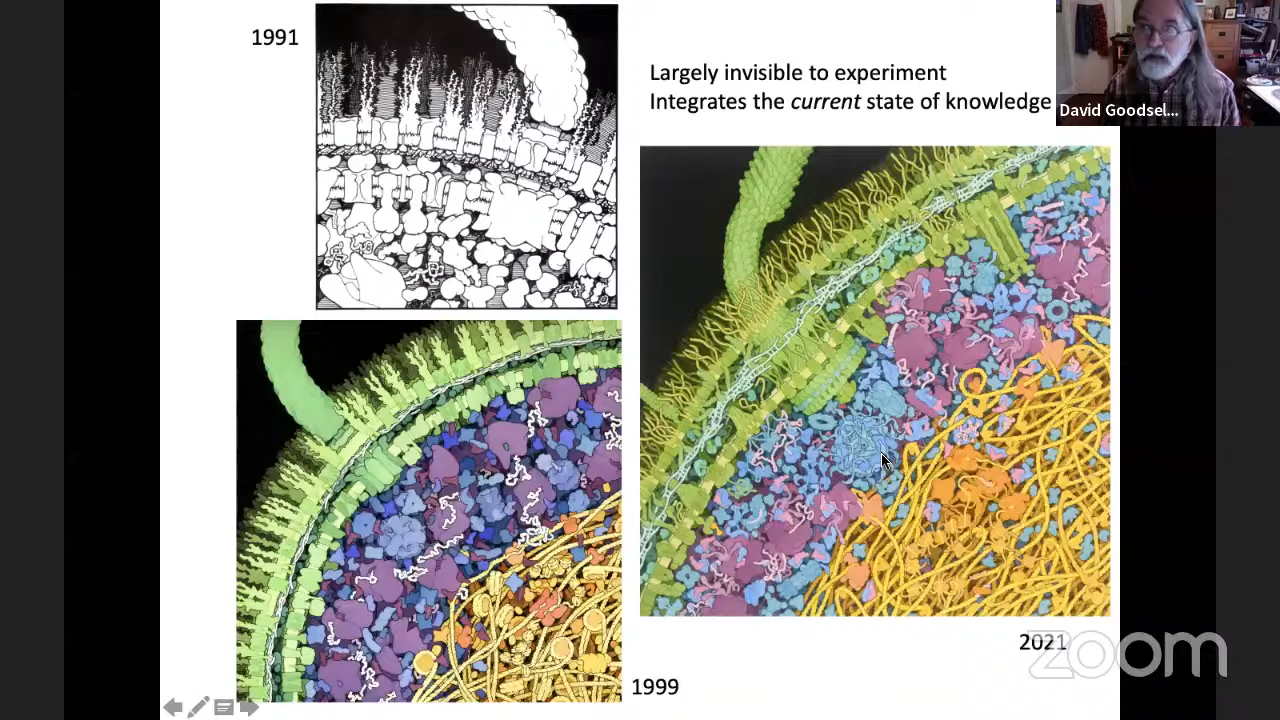 1991
Largely invisible to experiment
Integrates the current state of knowledge
David Goodsel...
2021
zoom
1999